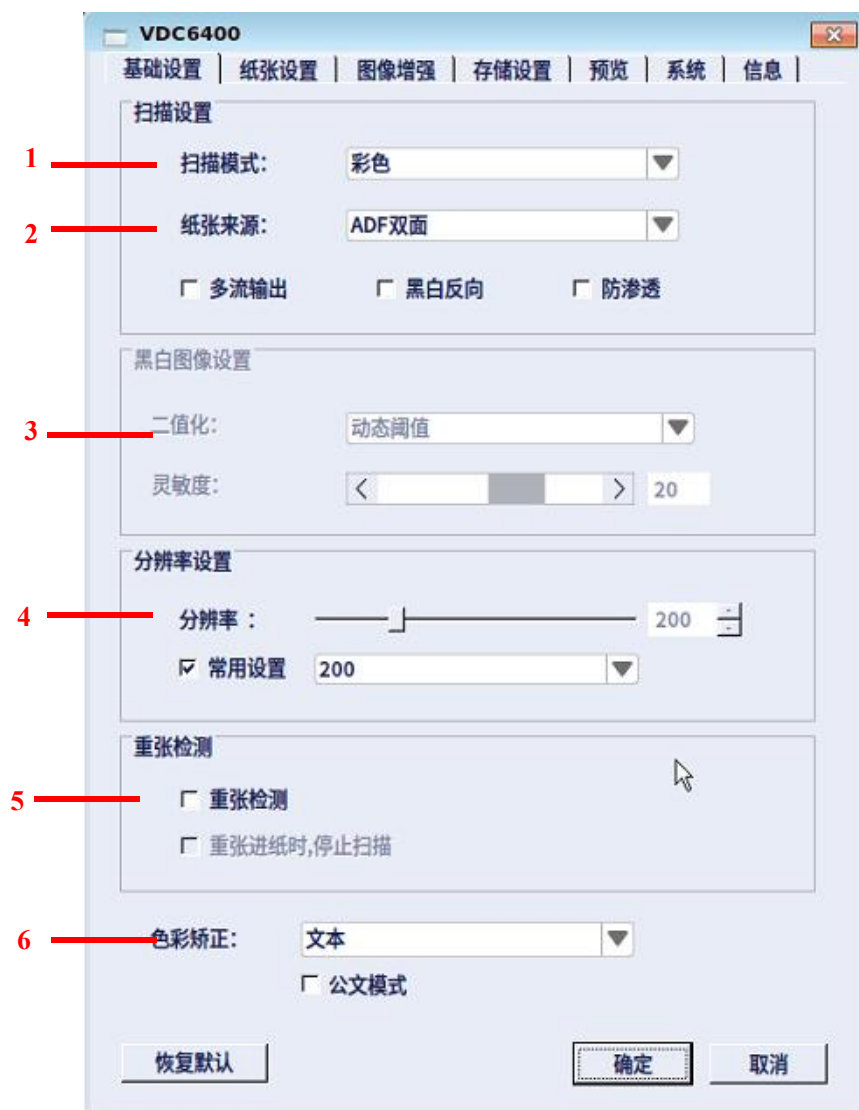 VDC6400
基础设置 纸张设置 图像增强 存储设置 预览 系统 信息
扫描设置
1 扫描模式： 彩色
2 纸张来源： ADF双面
多流输出 黑白反向 防渗透
黑白图像设置
3 二值化： 动态阈值
灵敏度： 20
分辨率设置
4 分辨率 ： 200
常用设置 200
重张检测
5 重张检测
重张进纸时,停止扫描
6 色彩矫正： 文本
公文模式
恢复默认 确定 取消